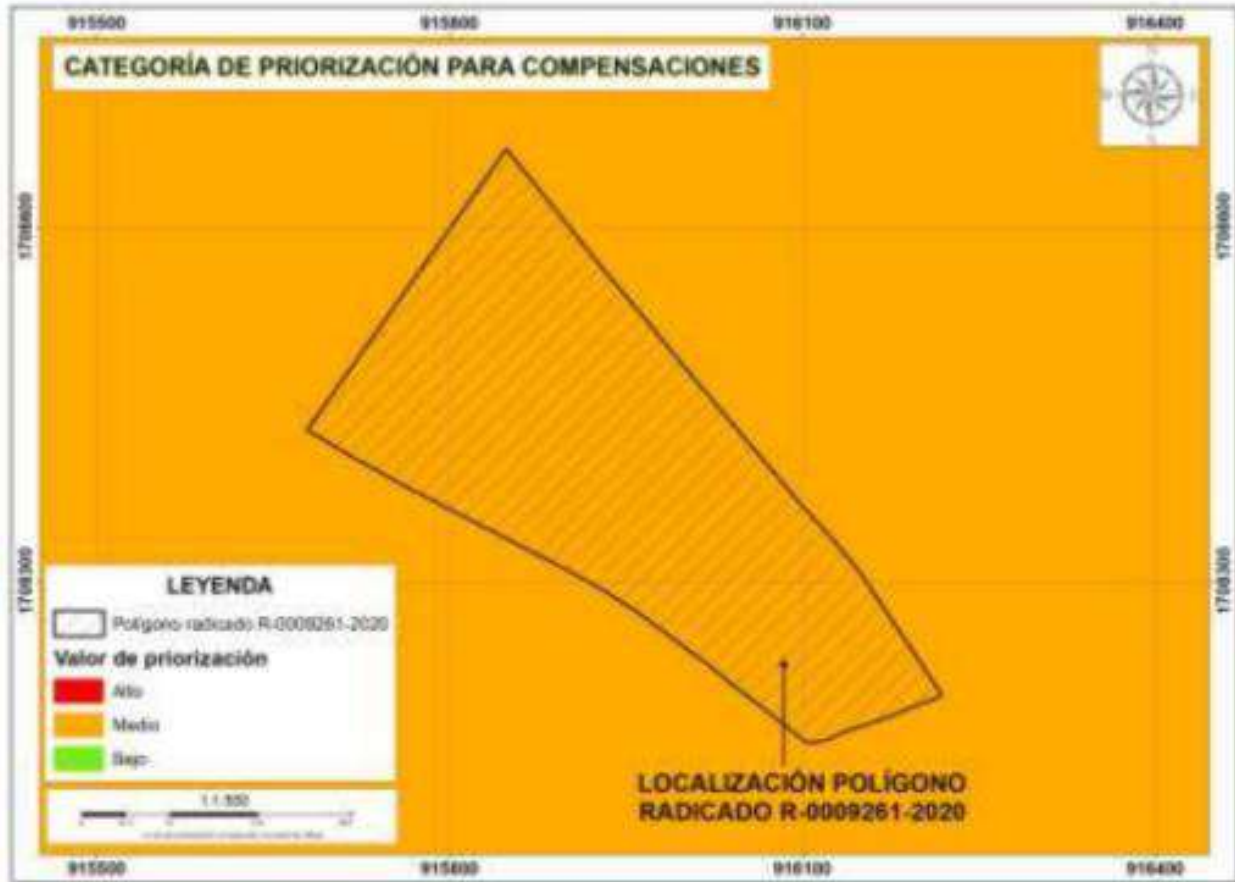 915500 915800 916100 916400
CATEGORÍA DE PRIORIZACIÓN PARA COMPENSACIONES
1708600 1708600
1708300 1708300
LEYENDA
Polígono radicado R-0009261-2020
Valor de priorización
Alto
Medio
Bajo
LOCALIZACIÓN POLÍGONO
RADICADO R-0009261-2020
915500 915800 916100 916400